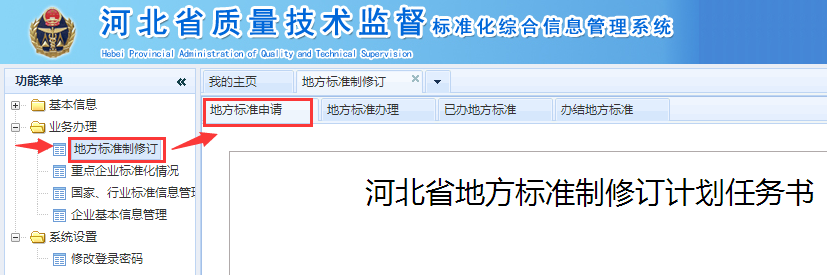 河北省质量技术监督标准化综合信息管理系统
Hebei Provincial Administration of Quality and Technical Supervision
功能菜单
我的主页 地方标准制修订
基本信息
地方标准申请 地方标准办理 已办地方标准 办结地方标准
业务办理
地方标准制修订
重点企业标准化情况
国家、行业标准信息管理
企业基本信息管理
系统设置
修改登录密码
河北省地方标准制修订计划任务书